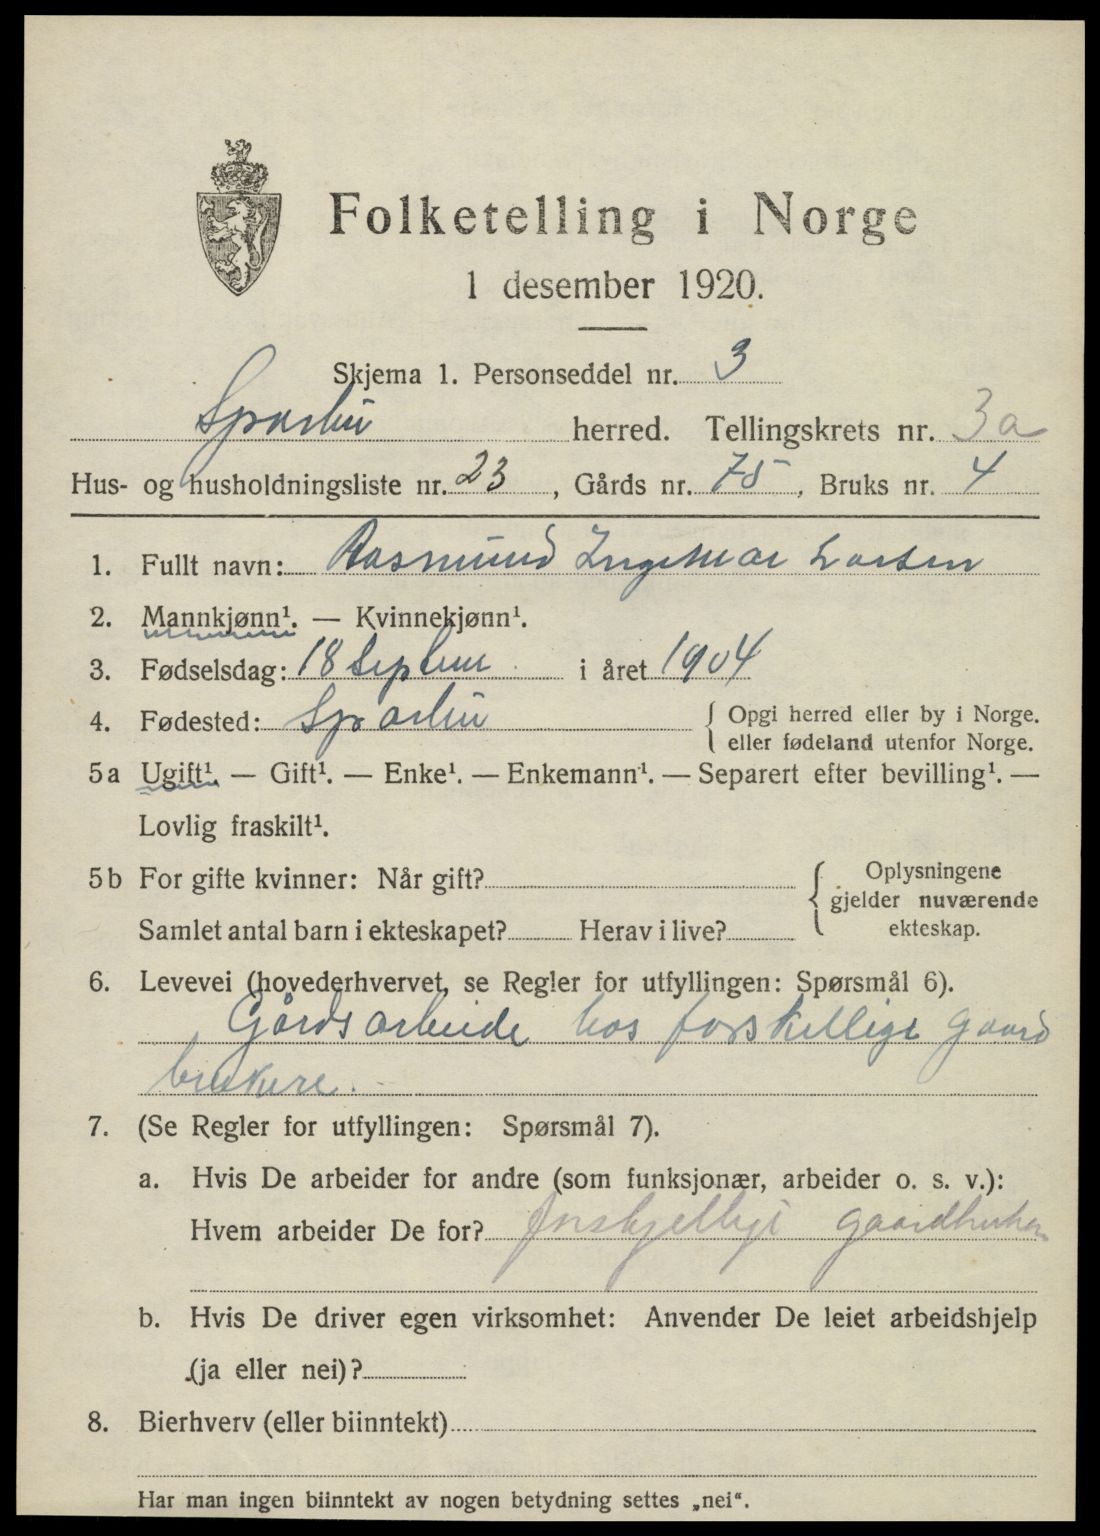 Folketelling i Norge
1 desember 1920.
Skjema 1. Personseddel nr. 3
Sparbu herred. Tellingskrets nr. 3a
Hus- og husholdningsliste nr. 23, Gårds nr. 75, Bruks nr. 4
1. Fullt navn: Rasmund Ingemar Larsen
2. Mannkjønn¹. — Kvinnekjønn¹.
3. Fødselsdag: 18 Septbr i året 1904
4. Fødested: Sparbu { Opgi herred eller by i Norge.
eller fødeland utenfor Norge.
5a Ugift¹. — Gift¹. — Enke¹. — Enkemann¹. — Separert efter bevilling¹. —
Lovlig fraskilt¹.
5b For gifte kvinner: Når gift? { Oplysningene
gjelder nuværende
Samlet antal barn i ekteskapet? Herav i live? ekteskap.
6. Levevei (hovederhvervet, se Regler for utfyllingen: Spørsmål 6).
Gårdsarbeide hos forskellige gaard
brukere.
7. (Se Regler for utfyllingen: Spørsmål 7).
a. Hvis De arbeider for andre (som funksjonær, arbeider o. s. v.):
Hvem arbeider De for? forskjellige
b. Hvis De driver egen virksomhet: Anvender De leiet arbeidshjelp
(ja eller nei)?
8. Bierhverv (eller biinntekt)
Har man ingen biinntekt av nogen betydning settes „nei“.